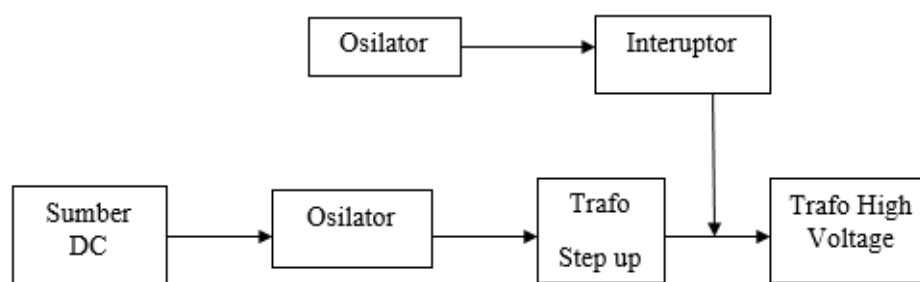 Osilator
Interuptor
Sumber
DC
Osilator
Trafo
Step up
Trafo High
Voltage